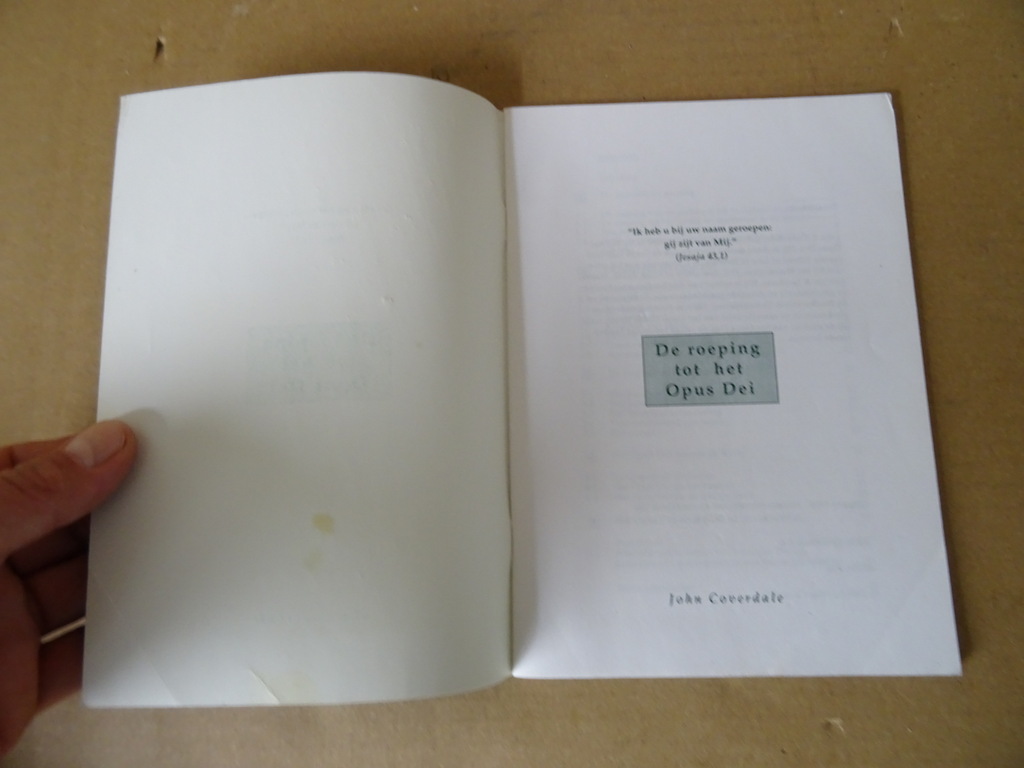 "Ik heb u bij uw naam geroepen:
gij zijt van Mij."
(Jesaja 43,1)
De roeping
tot het
Opus Dei
John Coverdale